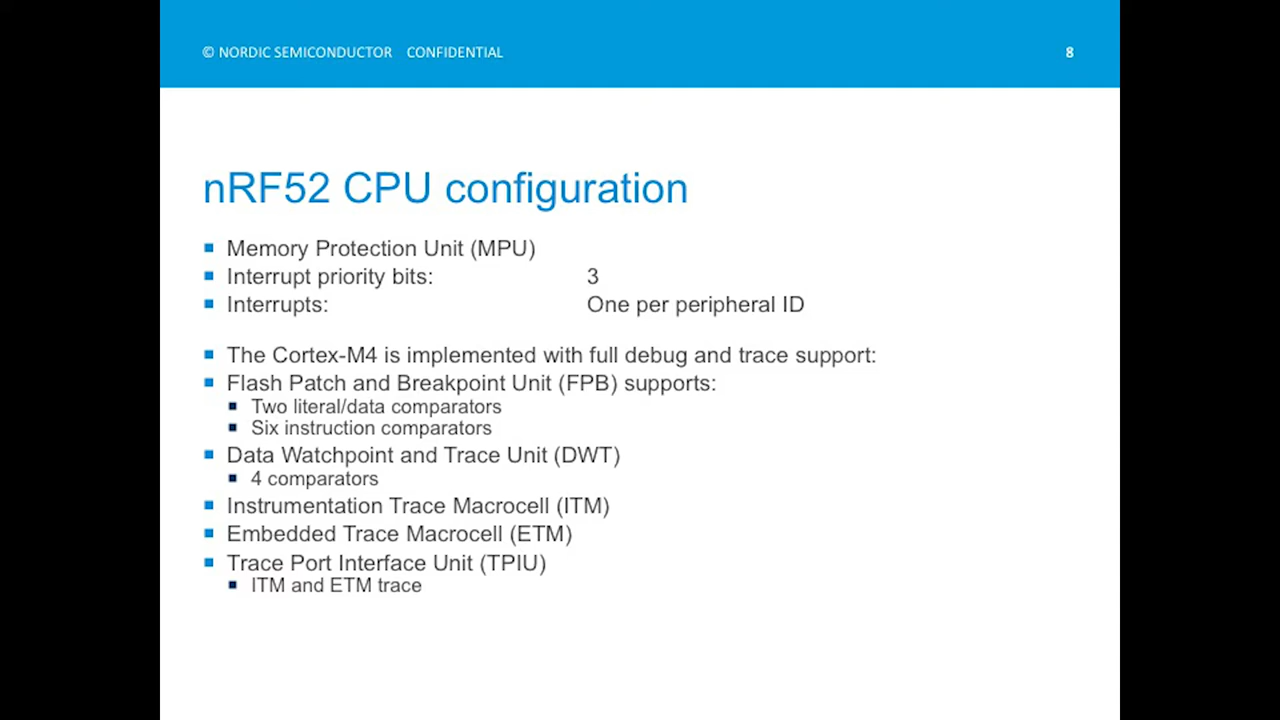 © NORDIC SEMICONDUCTOR CONFIDENTIAL 8
nRF52 CPU configuration
Memory Protection Unit (MPU)
Interrupt priority bits: 3
Interrupts: One per peripheral ID
The Cortex-M4 is implemented with full debug and trace support:
Flash Patch and Breakpoint Unit (FPB) supports:
Two literal/data comparators
Six instruction comparators
Data Watchpoint and Trace Unit (DWT)
4 comparators
Instrumentation Trace Macrocell (ITM)
Embedded Trace Macrocell (ETM)
Trace Port Interface Unit (TPIU)
ITM and ETM trace